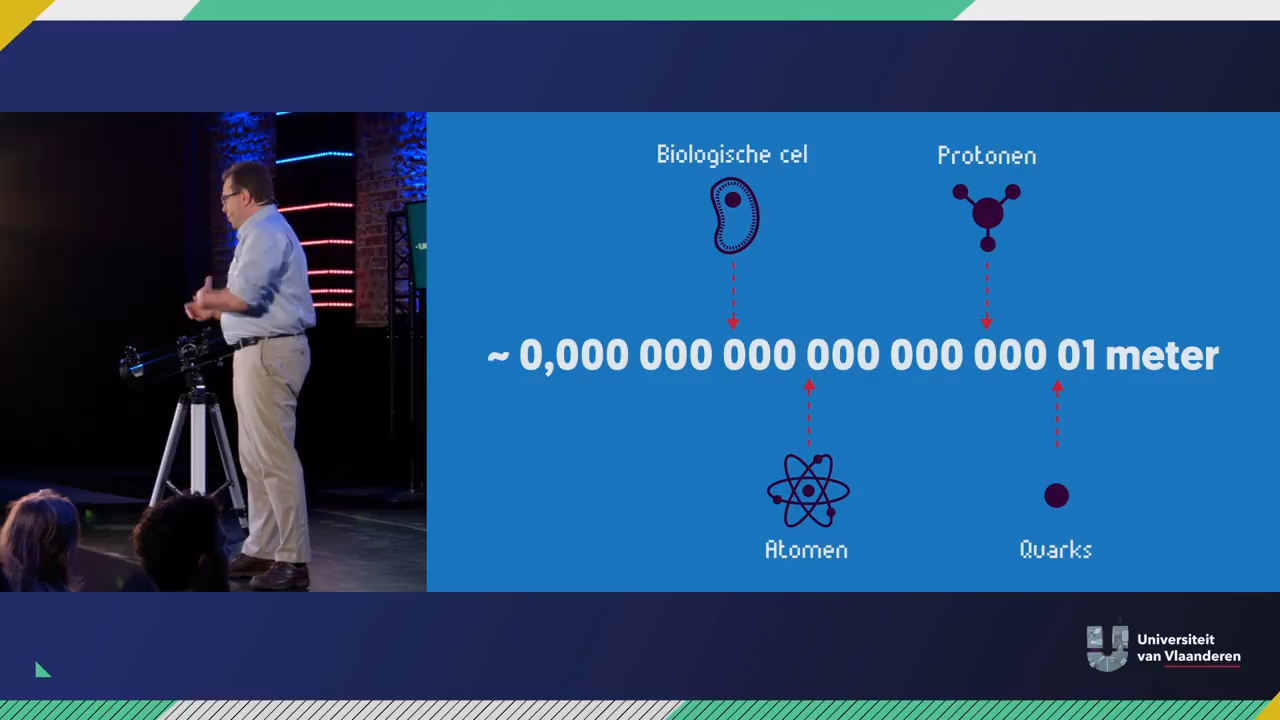 Biologische cel
Protonen
~ 0,000 000 000 000 000 000 01 meter
Atomen
Quarks
Universiteit
van Vlaanderen